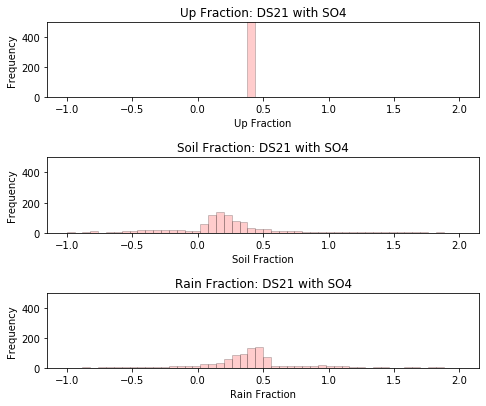 Up Fraction: DS21 with SO4
400
200
0
Frequency
−1.0 −0.5 0.0 0.5 1.0 1.5 2.0
Up Fraction
Soil Fraction: DS21 with SO4
400
200
0
Frequency
−1.0 −0.5 0.0 0.5 1.0 1.5 2.0
Soil Fraction
Rain Fraction: DS21 with SO4
400
200
0
Frequency
−1.0 −0.5 0.0 0.5 1.0 1.5 2.0
Rain Fraction